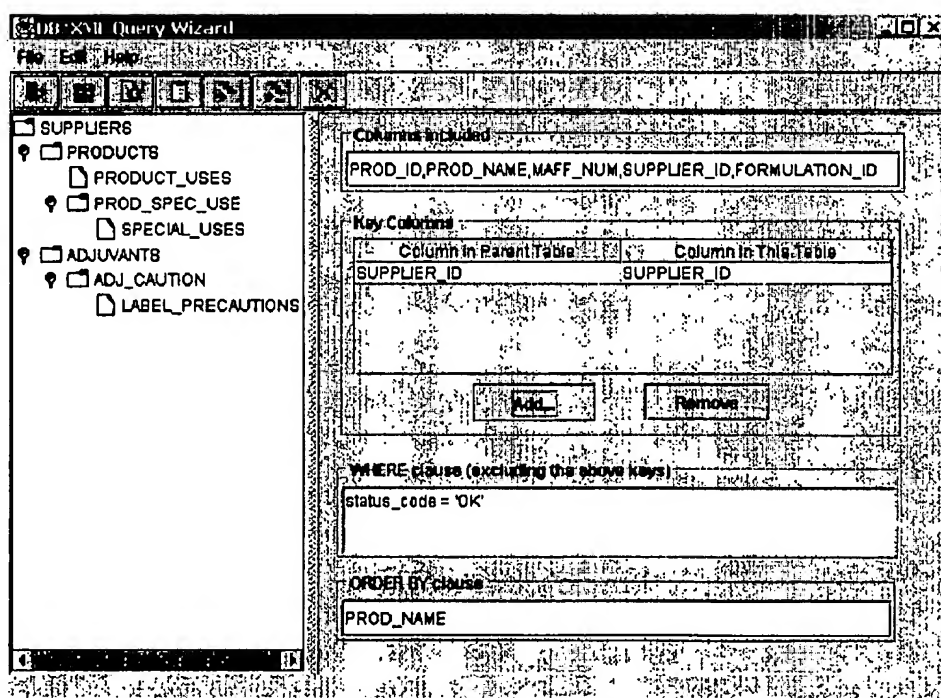 DB/XML Query Wizard
File Edit Help
SUPPLIERS
PRODUCTS
PRODUCT_USES
PROD_SPEC_USE
SPECIAL_USES
ADJUVANTS
ADJ_CAUTION
LABEL_PRECAUTIONS
Columns included
PROD_ID,PROD_NAME,MAFF_NUM,SUPPLIER_ID,FORMULATION_ID
Key Columns
Column in Parent Table Column in This Table
SUPPLIER_ID SUPPLIER_ID
Add... Remove
WHERE clause (excluding the above keys)
status_code = 'OK'
ORDER BY clause
PROD_NAME